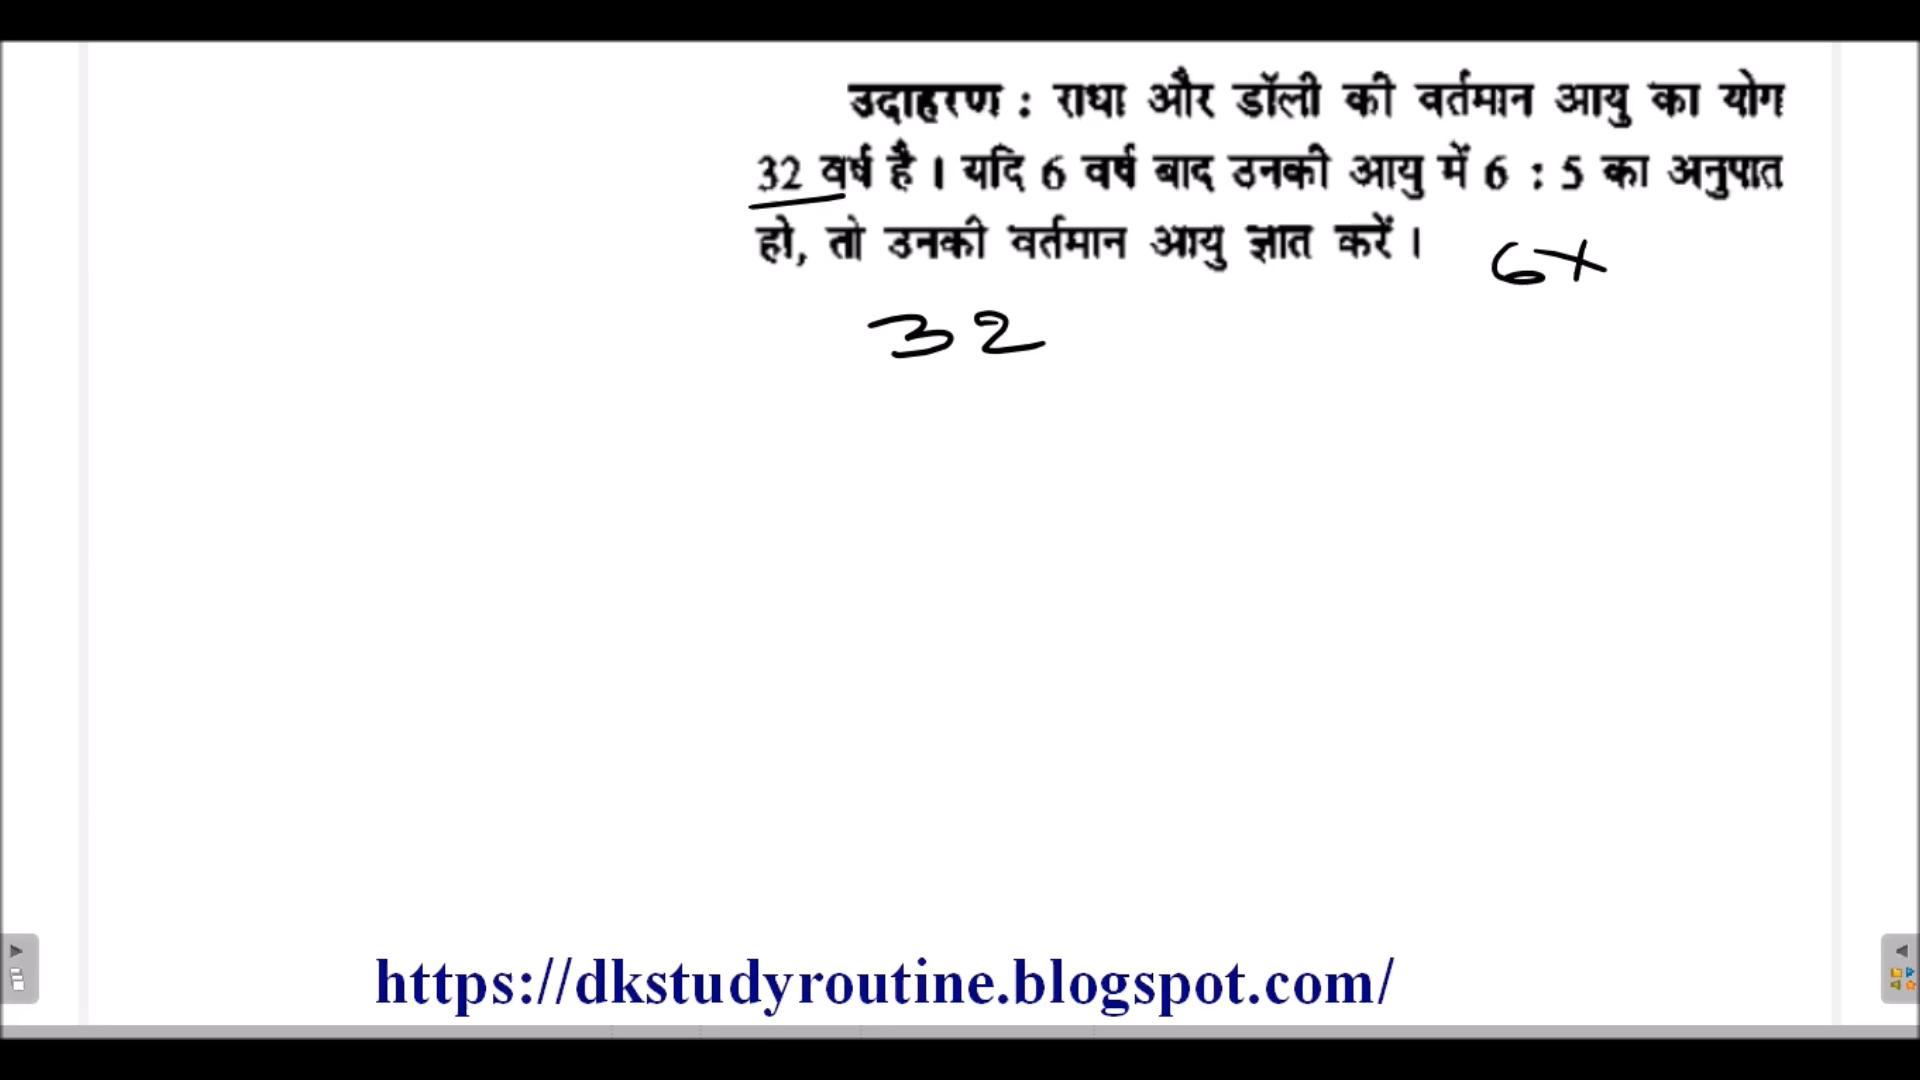 उदाहरण : राधा और डॉली की वर्तमान आयु का योग
32 वर्ष है । यदि 6 वर्ष बाद उनकी आयु में 6 : 5 का अनुपात
हो, तो उनकी वर्तमान आयु ज्ञात करें ।
6x
32
https://dkstudyroutine.blogspot.com/